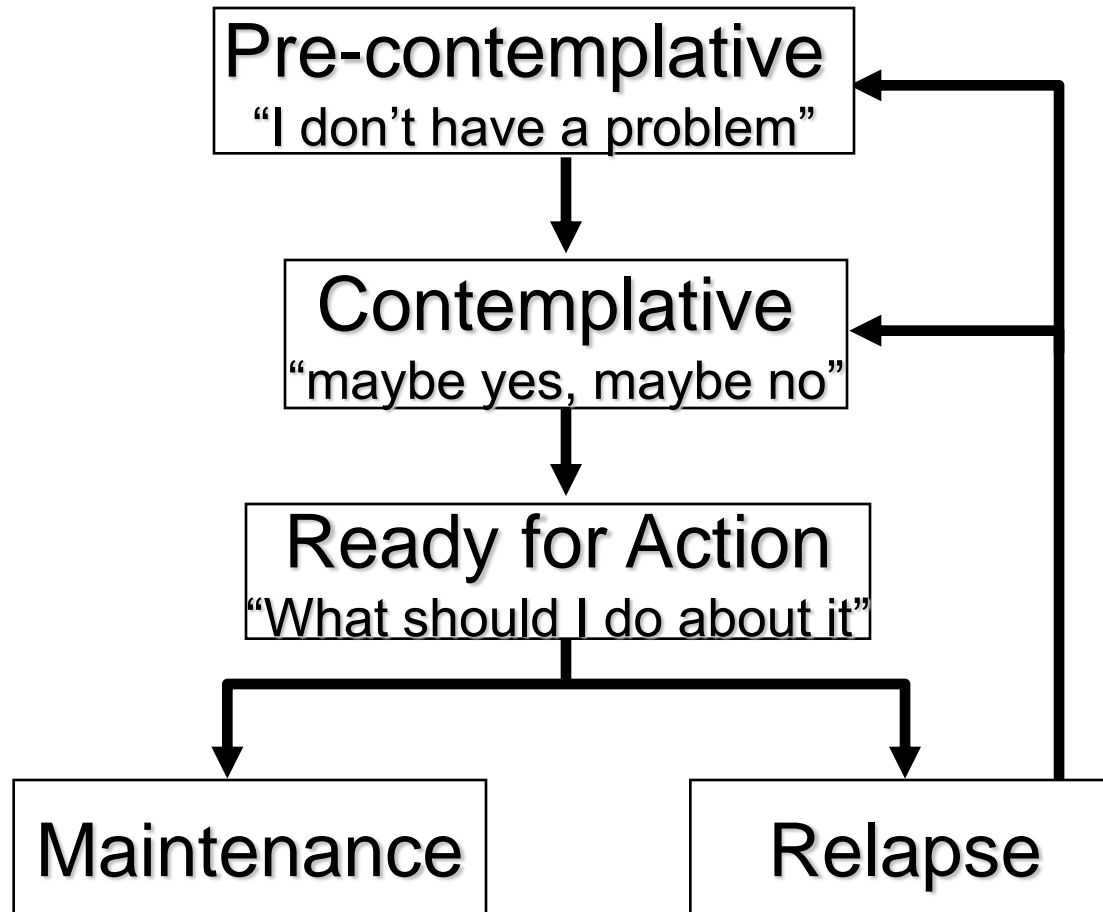 Pre-contemplative
“I don’t have a problem”
Contemplative
“maybe yes, maybe no”
Ready for Action
“What should I do about it”
Maintenance
Relapse